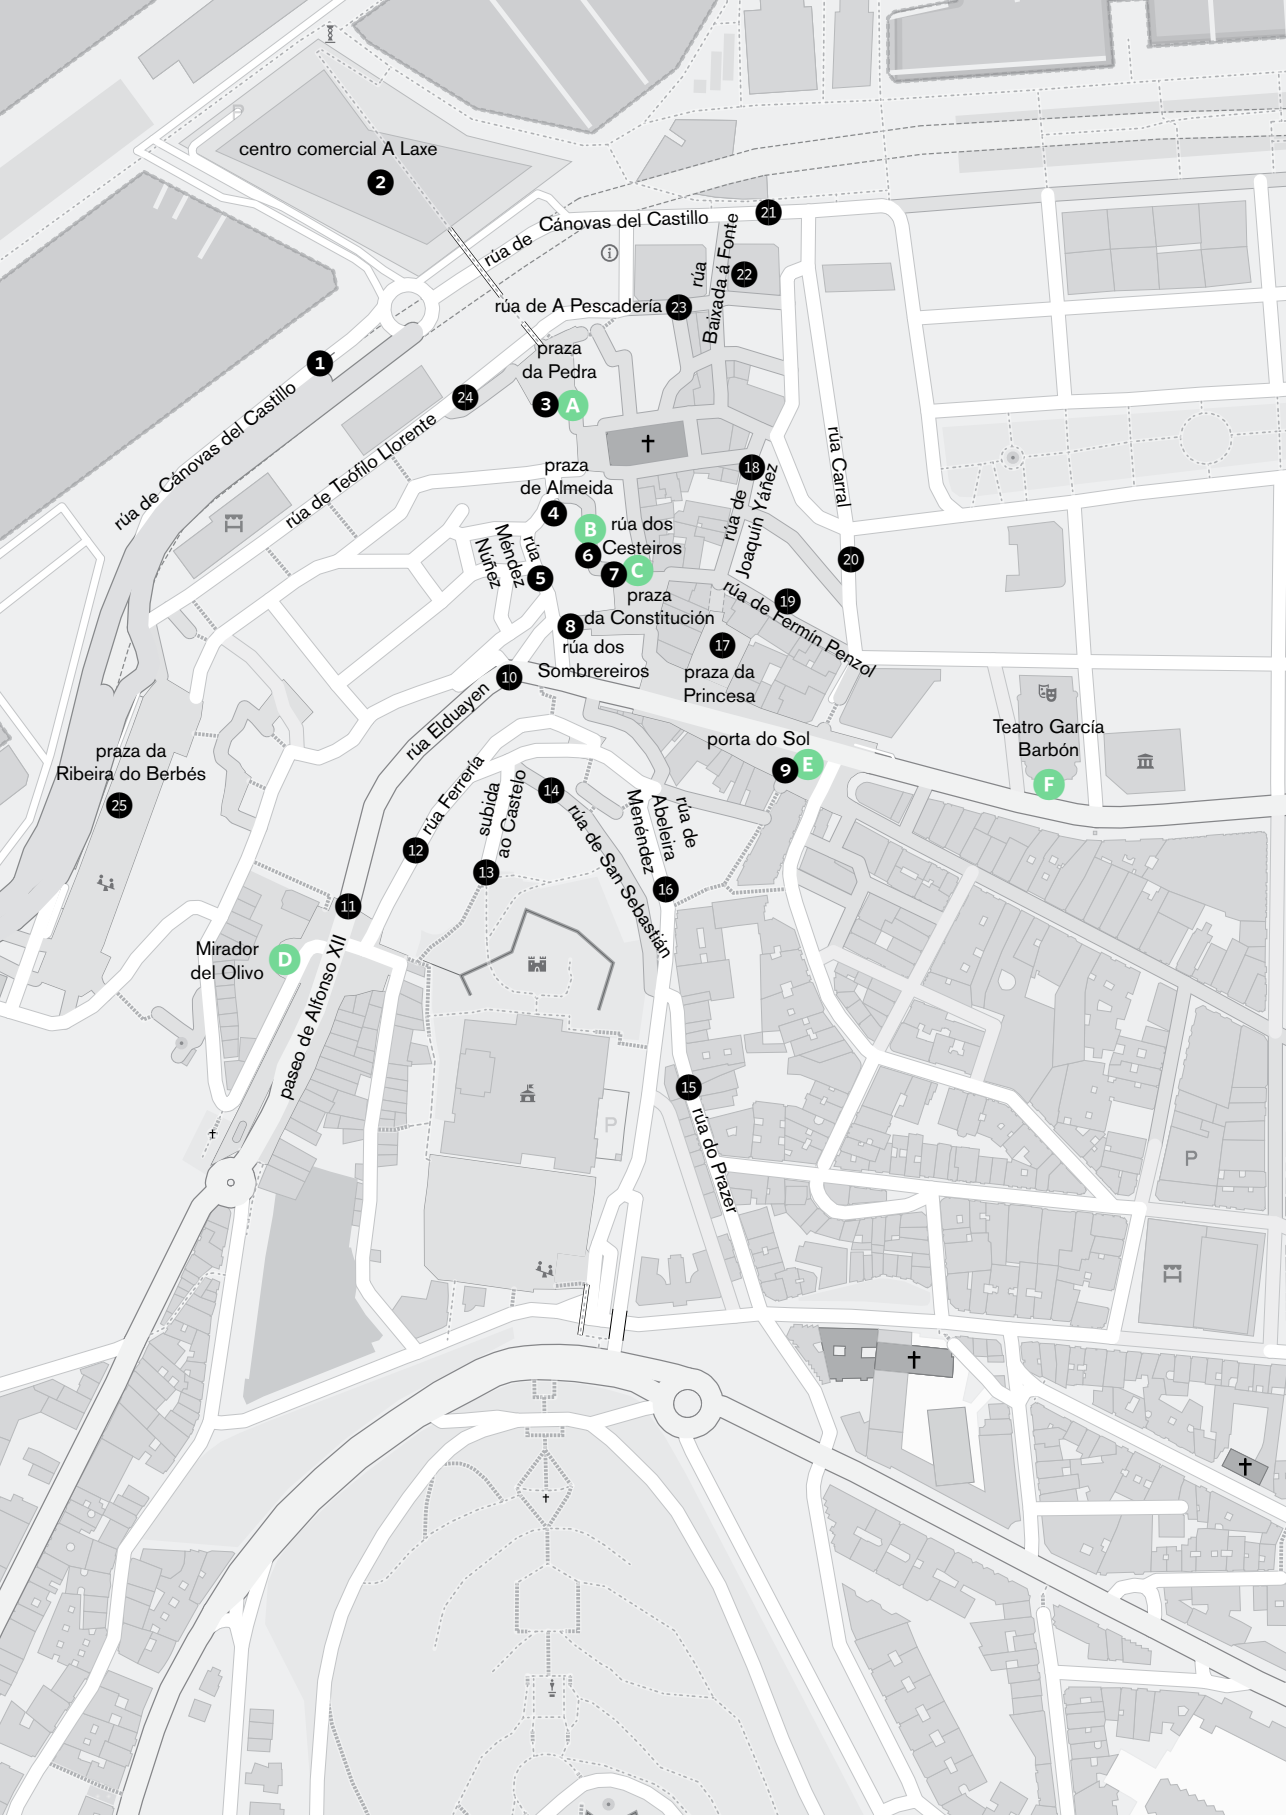 P
centro comercial A Laxe
2
rúa de
Cánovas del Castillo
21
rúa
Baixada á Fonte
22
rúa de A Pescadería
23
praza
da Pedra
1
3
A
24
rúa de Cánovas del Castillo
rúa de Teófilo Llorente
rúa Carral
praza
de Almeida
18
rúa de
Joaquín Yáñez
4
B
rúa dos
Cesteiros
6
rúa
Méndez
Núñez
5
7
C
20
praza
da Constitución
rúa de Fermín Penzol
19
8
rúa dos
Sombrereiros
17
praza da
Princesa
10
rúa Elduayen
porta do Sol
9
E
Teatro García
Barbón
F
praza da
Ribeira do Berbés
25
rúa Ferrería
12
subida
ao Castelo
13
14
rúa de San Sebastián
rúa de
Abeleira
Menéndez
16
11
Mirador
del Olivo
D
paseo de Alfonso XII
15
rúa do Prazer
P
P